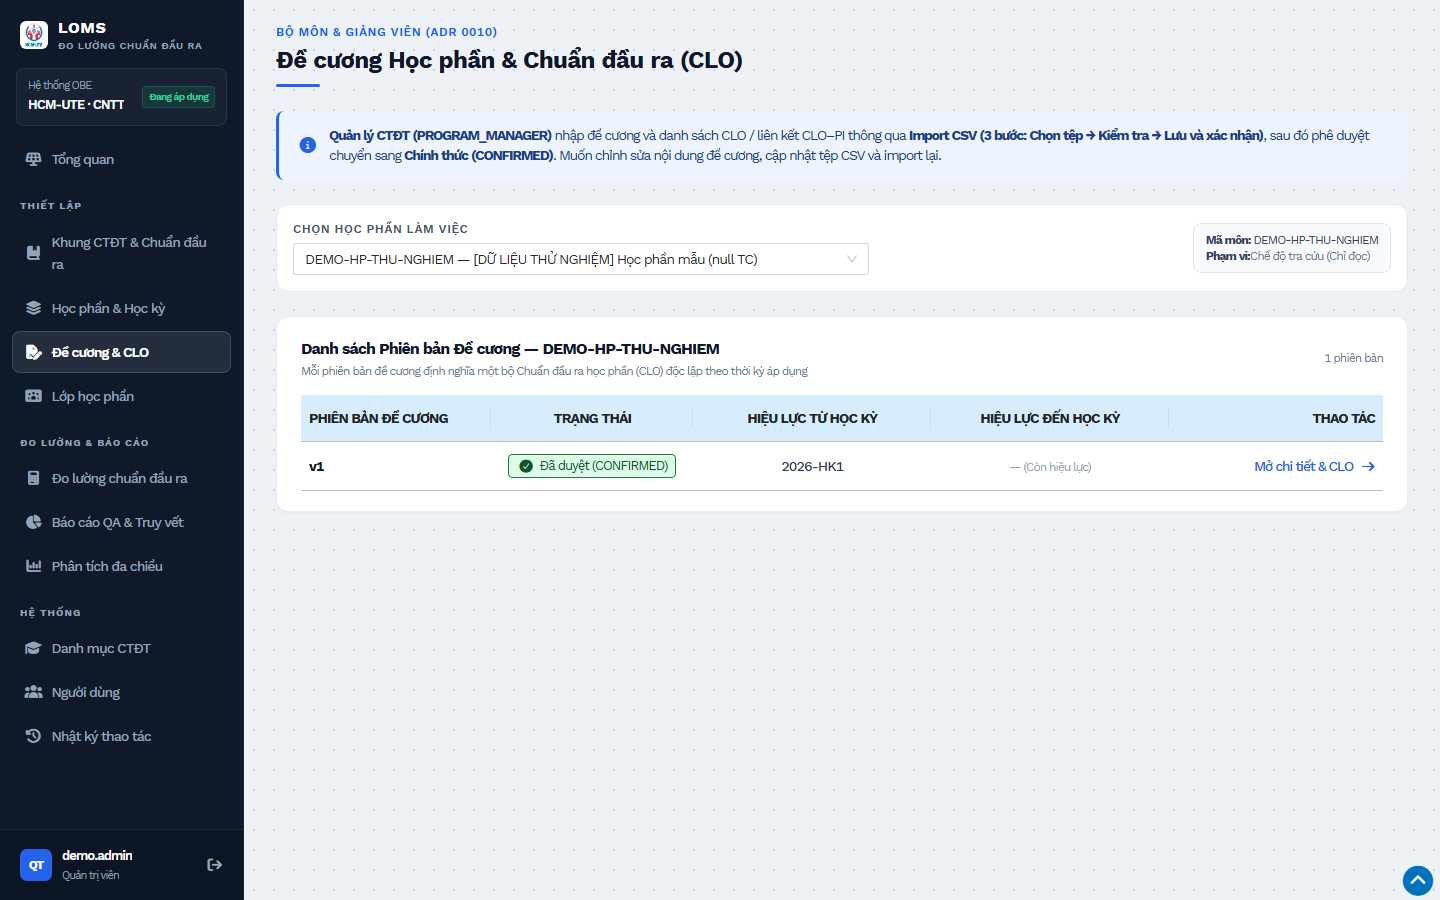 LOMS
ĐO LƯỜNG CHUẨN ĐẦU RA
HCM-UTE
Hệ thống OBE
HCM-UTE · CNTT
Đang áp dụng
Tổng quan
THIẾT LẬP
Khung CTĐT & Chuẩn đầu
ra
Học phần & Học kỳ
Đề cương & CLO
Lớp học phần
ĐO LƯỜNG & BÁO CÁO
Đo lường chuẩn đầu ra
Báo cáo QA & Truy vết
Phân tích đa chiều
HỆ THỐNG
Danh mục CTĐT
Người dùng
Nhật ký thao tác
QT
demo.admin
Quản trị viên
BỘ MÔN & GIẢNG VIÊN (ADR 0010)
Đề cương Học phần & Chuẩn đầu ra (CLO)
Quản lý CTĐT (PROGRAM_MANAGER) nhập đề cương và danh sách CLO / liên kết CLO–PI thông qua Import CSV (3 bước: Chọn tệp → Kiểm tra → Lưu và xác nhận), sau đó phê duyệt
chuyển sang Chính thức (CONFIRMED). Muốn chỉnh sửa nội dung đề cương, cập nhật tệp CSV và import lại.
CHỌN HỌC PHẦN LÀM VIỆC
DEMO-HP-THU-NGHIEM — [DỮ LIỆU THỬ NGHIỆM] Học phần mẫu (null TC)
Mã môn: DEMO-HP-THU-NGHIEM
Phạm vi:Chế độ tra cứu (Chỉ đọc)
Danh sách Phiên bản Đề cương — DEMO-HP-THU-NGHIEM
Mỗi phiên bản đề cương định nghĩa một bộ Chuẩn đầu ra học phần (CLO) độc lập theo thời kỳ áp dụng
1 phiên bản
PHIÊN BẢN ĐỀ CƯƠNG TRẠNG THÁI HIỆU LỰC TỪ HỌC KỲ HIỆU LỰC ĐẾN HỌC KỲ THAO TÁC
v1 Đã duyệt (CONFIRMED) 2026-HK1 — (Còn hiệu lực) Mở chi tiết & CLO →